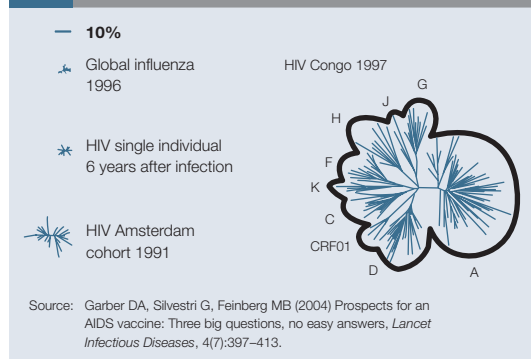 10%
Global influenza
1996
HIV single individual
6 years after infection
HIV Amsterdam
cohort 1991
HIV Congo 1997
G
J
H
F
K
C
CRF01
D
A
Source: Garber DA, Silvestri G, Feinberg MB (2004) Prospects for an
AIDS vaccine: Three big questions, no easy answers, Lancet
Infectious Diseases, 4(7):397–413.